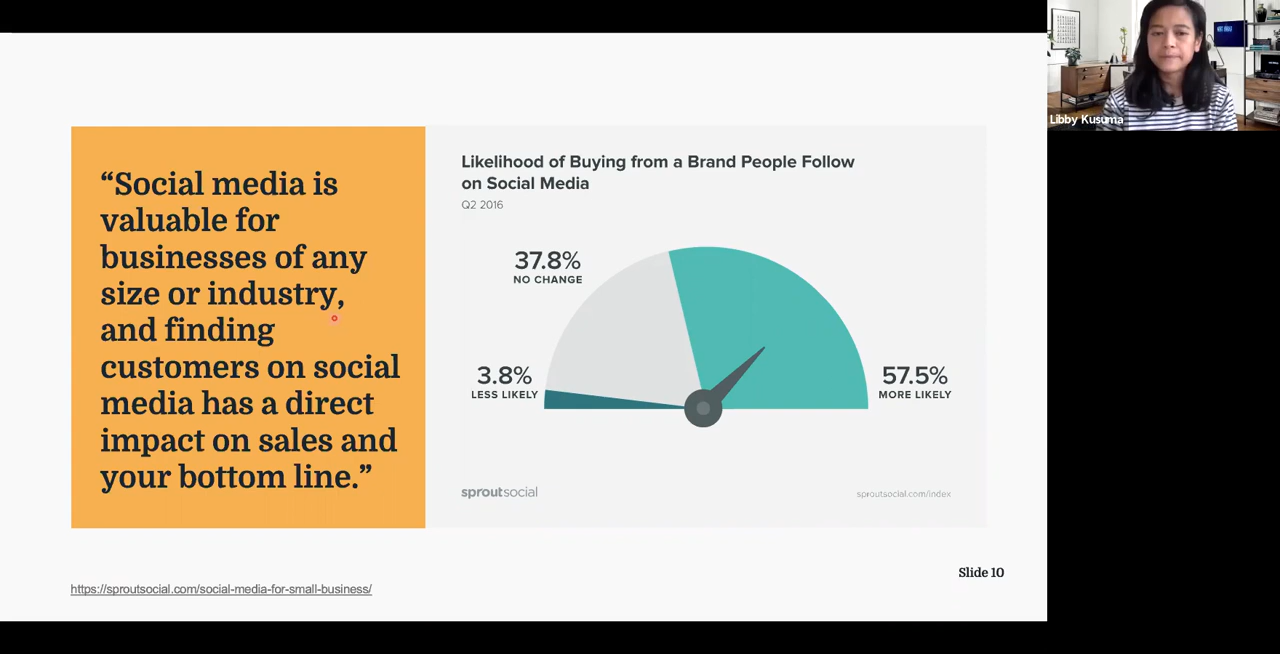 “Social media is
valuable for
businesses of any
size or industry,
and finding
customers on social
media has a direct
impact on sales and
your bottom line.”
Likelihood of Buying from a Brand People Follow
on Social Media
Q2 2016
37.8%
NO CHANGE
3.8%
LESS LIKELY
57.5%
MORE LIKELY
sproutsocial
sproutsocial.com/index
https://sproutsocial.com/social-media-for-small-business/
Slide 10
Libby Kusuma